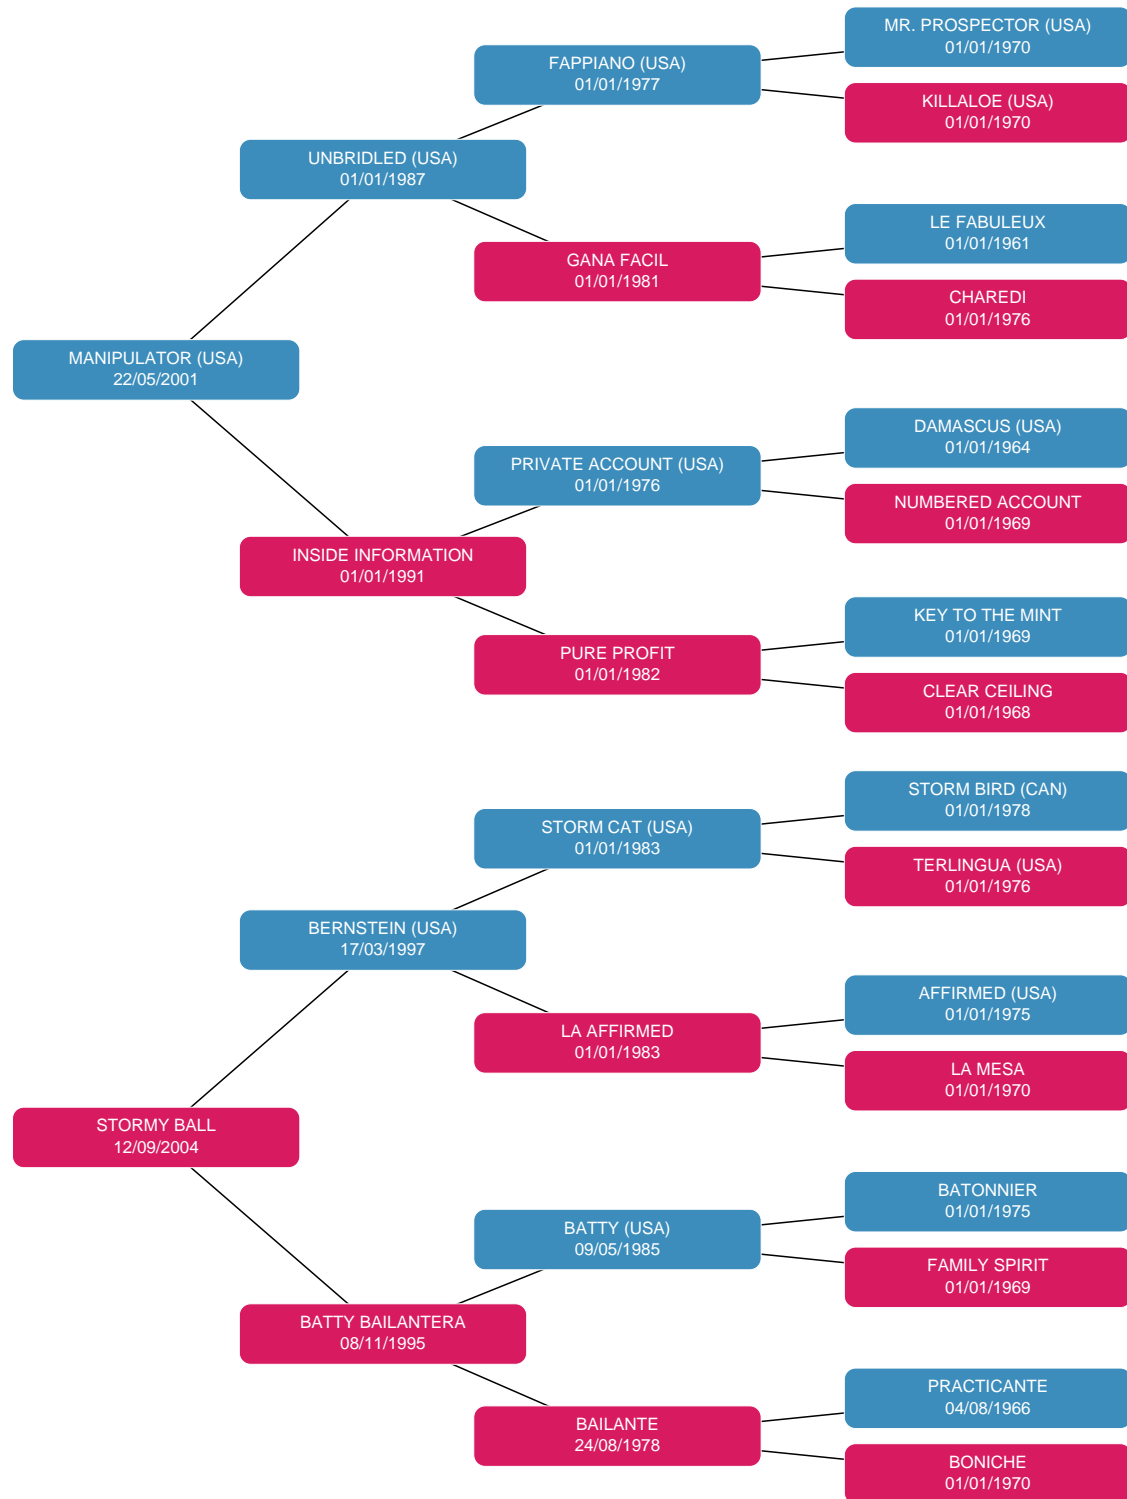 MR. PROSPECTOR (USA)
01/01/1970
FAPPIANO (USA)
01/01/1977
KILLALOE (USA)
01/01/1970
UNBRIDLED (USA)
01/01/1987
LE FABULEUX
01/01/1961
GANA FACIL
01/01/1981
CHAREDI
01/01/1976
MANIPULATOR (USA)
22/05/2001
DAMASCUS (USA)
01/01/1964
PRIVATE ACCOUNT (USA)
01/01/1976
NUMBERED ACCOUNT
01/01/1969
INSIDE INFORMATION
01/01/1991
KEY TO THE MINT
01/01/1969
PURE PROFIT
01/01/1982
CLEAR CEILING
01/01/1968
STORM BIRD (CAN)
01/01/1978
STORM CAT (USA)
01/01/1983
TERLINGUA (USA)
01/01/1976
BERNSTEIN (USA)
17/03/1997
AFFIRMED (USA)
01/01/1975
LA AFFIRMED
01/01/1983
LA MESA
01/01/1970
STORMY BALL
12/09/2004
BATONNIER
01/01/1975
BATTY (USA)
09/05/1985
FAMILY SPIRIT
01/01/1969
BATTY BAILANTERA
08/11/1995
PRACTICANTE
04/08/1966
BAILANTE
24/08/1978
BONICHE
01/01/1970